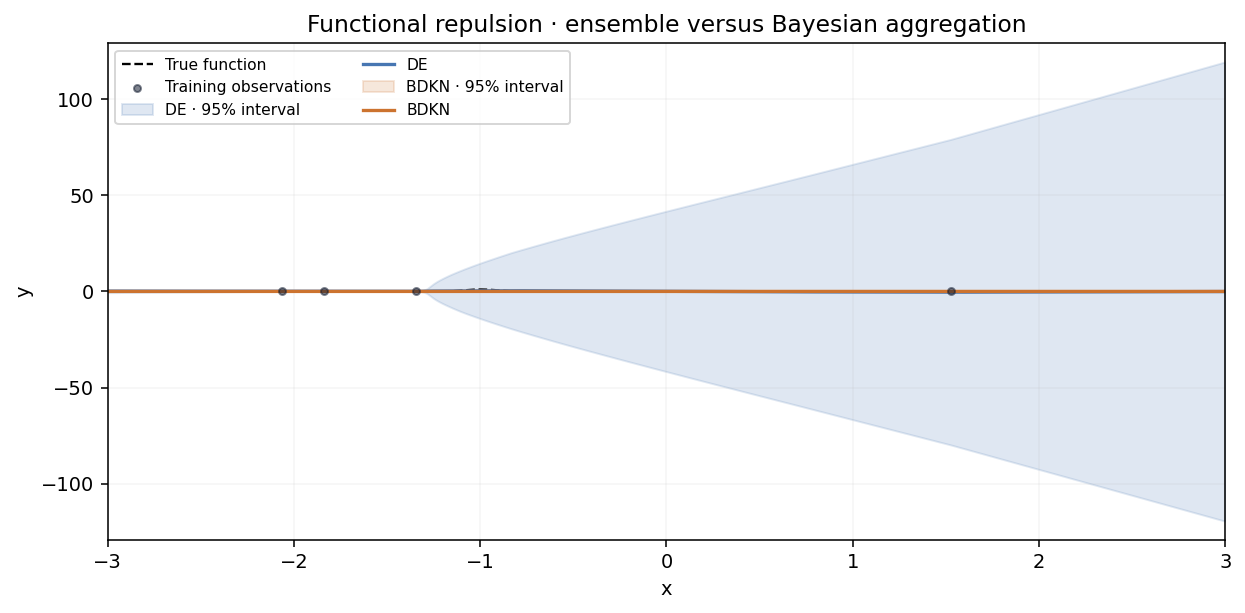 Functional repulsion · ensemble versus Bayesian aggregation
True function
Training observations
DE · 95% interval
DE
BDKN · 95% interval
BDKN
y
100
50
0
−50
−100
−3
−2
−1
0
1
2
3
x